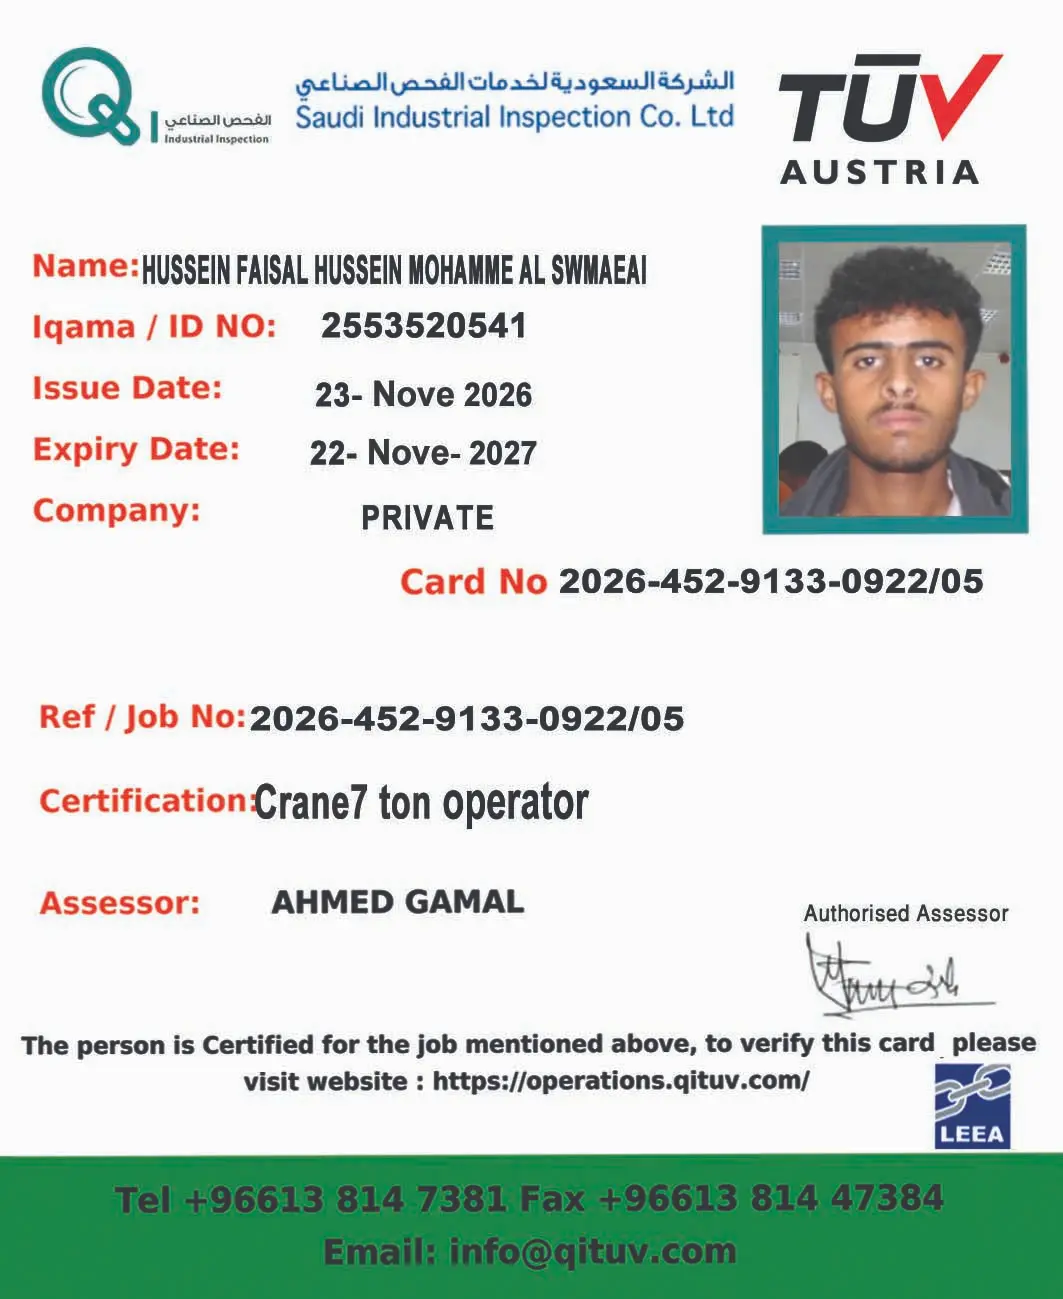 الفحص الصناعي
Industrial Inspection
الشركة السعودية لخدمات الفحص الصناعي
Saudi Industrial Inspection Co. Ltd
TÜV
AUSTRIA
Name: HUSSEIN FAISAL HUSSEIN MOHAMME AL SWMAEAI
Iqama / ID NO: 2553520541
Issue Date: 23- Nove 2026
Expiry Date: 22- Nove- 2027
Company: PRIVATE
Card No 2026-452-9133-0922/05
Ref / Job No: 2026-452-9133-0922/05
Certification: Crane7 ton operator
Assessor: AHMED GAMAL
Authorised Assessor
The person is Certified for the job mentioned above, to verify this card please
visit website : https://operations.qituv.com/
LEEA
Tel +96613 814 7381 Fax +96613 814 47384
Email: info@qituv.com